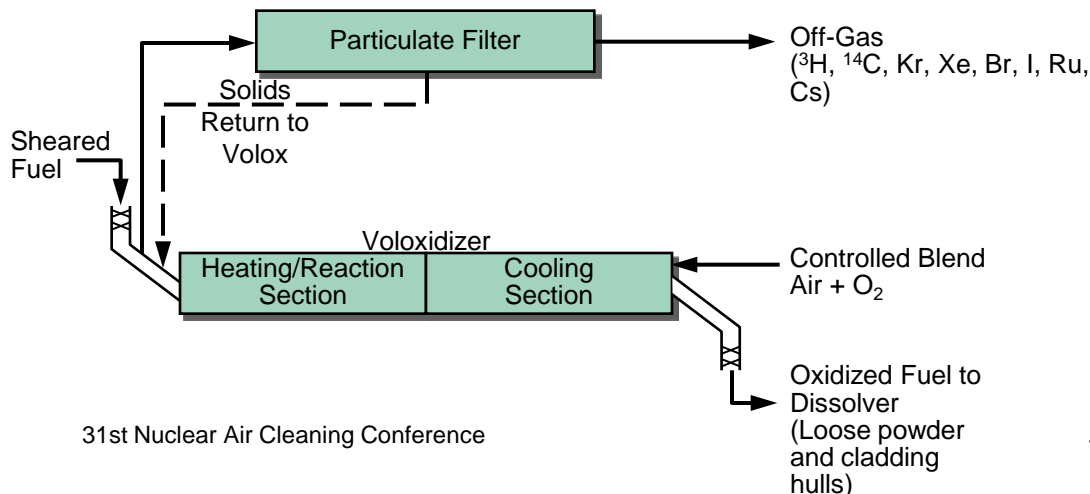 Particulate Filter
Off-Gas
(³H, ¹⁴C, Kr, Xe, Br, I, Ru,
Cs)
Solids
Return to
Volox
Sheared
Fuel
Voloxidizer
Heating/Reaction
Section
Cooling
Section
Controlled Blend
Air + O₂
Oxidized Fuel to
Dissolver
(Loose powder
and cladding
hulls)
31st Nuclear Air Cleaning Conference